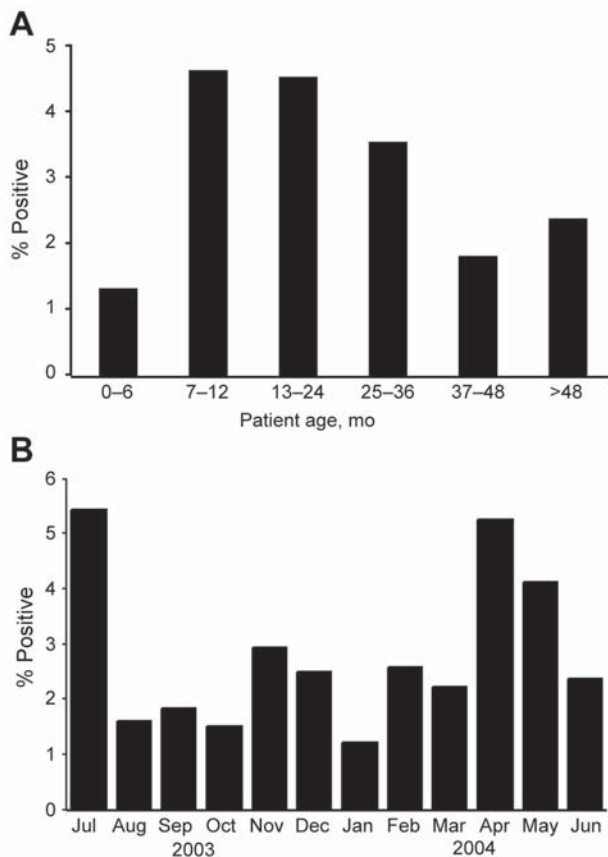 A
% Positive
5
4
3
2
1
0
0–6 7–12 13–24 25–36 37–48 >48
Patient age, mo
B
% Positive
6
5
4
3
2
1
0
Jul Aug Sep Oct Nov Dec Jan Feb Mar Apr May Jun
2003 2004